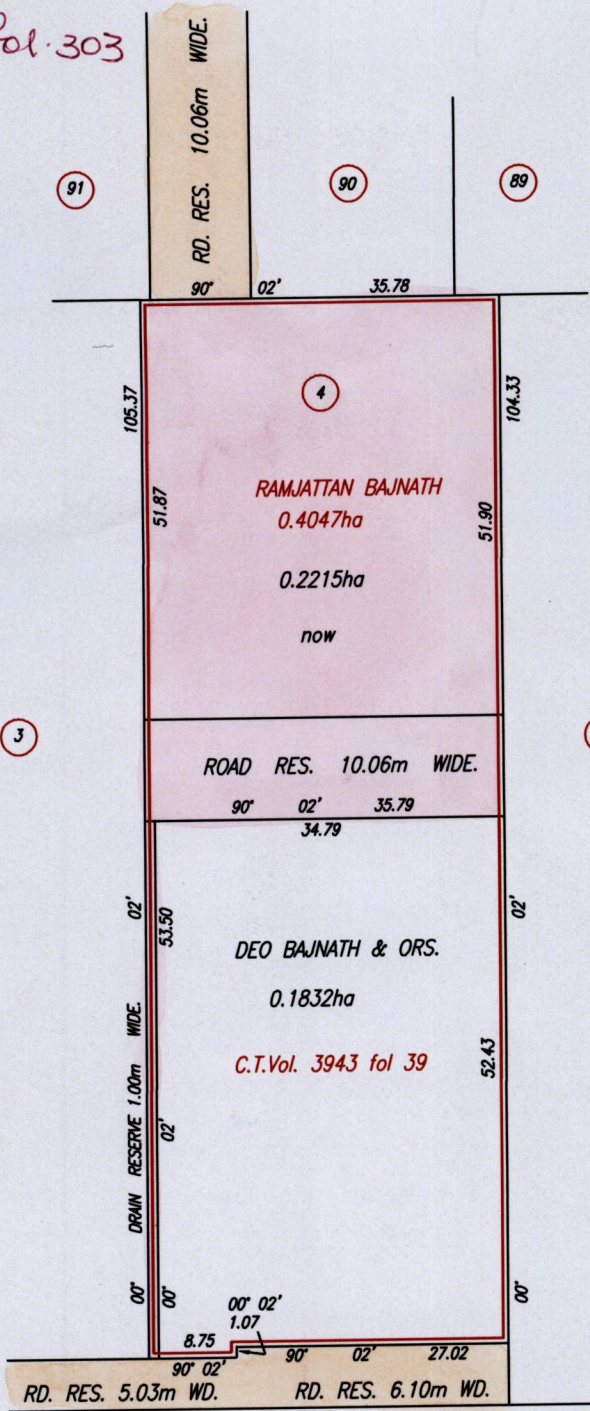 fol. 303
RD. RES. 10.06m WIDE.
91
90
89
90° 02' 35.78
105.37
104.33
4
51.87
51.90
RAMJATTAN BAJNATH
0.4047ha
0.2215ha
now
3
ROAD RES. 10.06m WIDE.
90° 02' 35.79
34.79
02'
53.50
02'
DEO BAJNATH & ORS.
0.1832ha
C.T.Vol. 3943 fol 39
52.43
DRAIN RESERVE 1.00m WIDE.
02'
00°
00°
00°
00° 02'
1.07
8.75
90° 02'
90° 02' 27.02
RD. RES. 5.03m WD.
RD. RES. 6.10m WD.